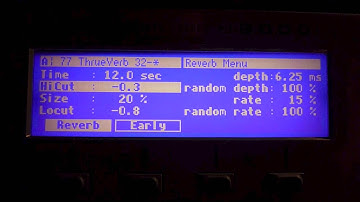 A: 77 ThrueVerb 32-* Reverb Menu
Time : 12.0 sec depth: 6.25 ms
HiCut : -0.3 random depth: 100 %
Size : 20 % rate : 15 %
Locut : -0.8 random rate : 100 %
Reverb Early